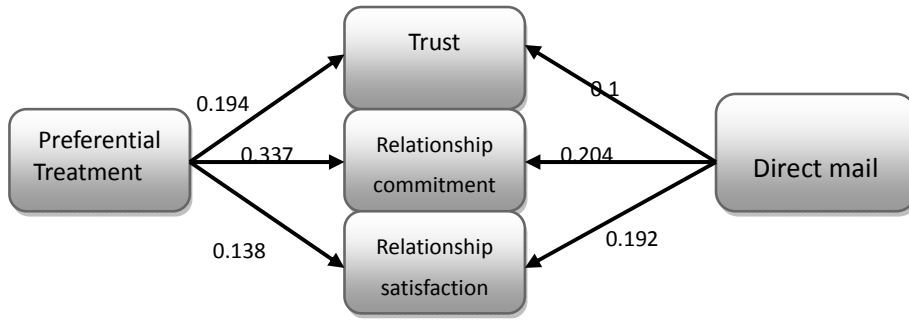 Trust
0.194
0.1
Preferential
Treatment
0.337
Relationship
commitment
0.204
Direct mail
0.138
Relationship
satisfaction
0.192